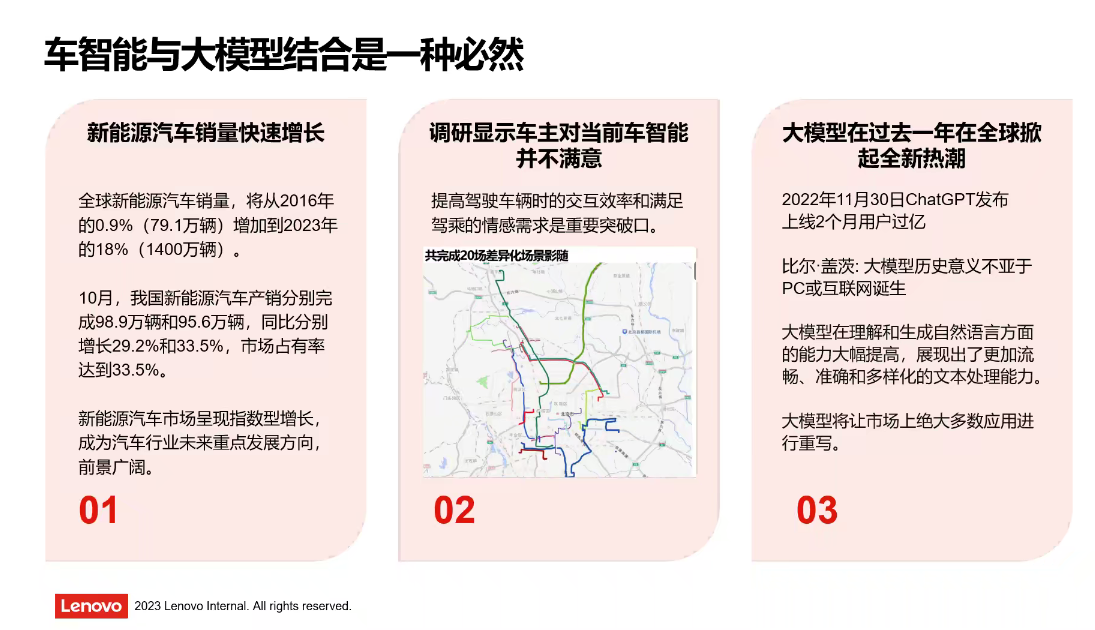 车智能与大模型结合是一种必然
新能源汽车销量快速增长
全球新能源汽车销量，将从2016年
的0.9%（79.1万辆）增加到2023年
的18%（1400万辆）。
10月，我国新能源汽车产销分别完
成98.9万辆和95.6万辆，同比分别
增长29.2%和33.5%，市场占有率
达到33.5%。
新能源汽车市场呈现指数型增长，
成为汽车行业未来重点发展方向，
前景广阔。
01
调研显示车主对当前车智能
并不满意
提高驾驶车辆时的交互效率和满足
驾乘的情感需求是重要突破口。
共完成20场差异化场景影随
02
大模型在过去一年在全球掀
起全新热潮
2022年11月30日ChatGPT发布
上线2个月用户过亿
比尔·盖茨: 大模型历史意义不亚于
PC或互联网诞生
大模型在理解和生成自然语言方面
的能力大幅提高，展现出了更加流
畅、准确和多样化的文本处理能力。
大模型将让市场上绝大多数应用进
行重写。
03
Lenovo 2023 Lenovo Internal. All rights reserved.